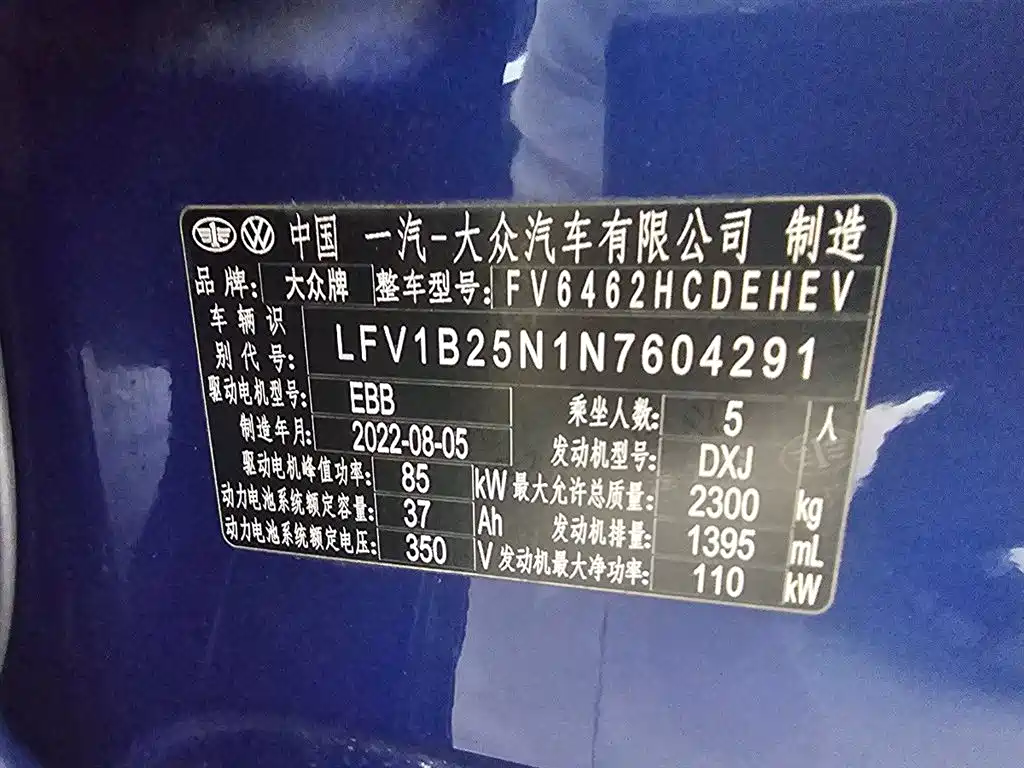 中国 一汽-大众汽车有限公司 制造
品牌: 大众牌 整车型号: FV6462HCDEHEV
车辆识别代号: LFV1B25N1N7604291
驱动电机型号: EBB 乘坐人数: 5 人
制造年月: 2022-08-05 发动机型号: DXJ
驱动电机峰值功率: 85 kW 最大允许总质量: 2300 kg
动力电池系统额定容量: 37 Ah 发动机排量: 1395 mL
动力电池系统额定电压: 350 V 发动机最大净功率: 110 kW